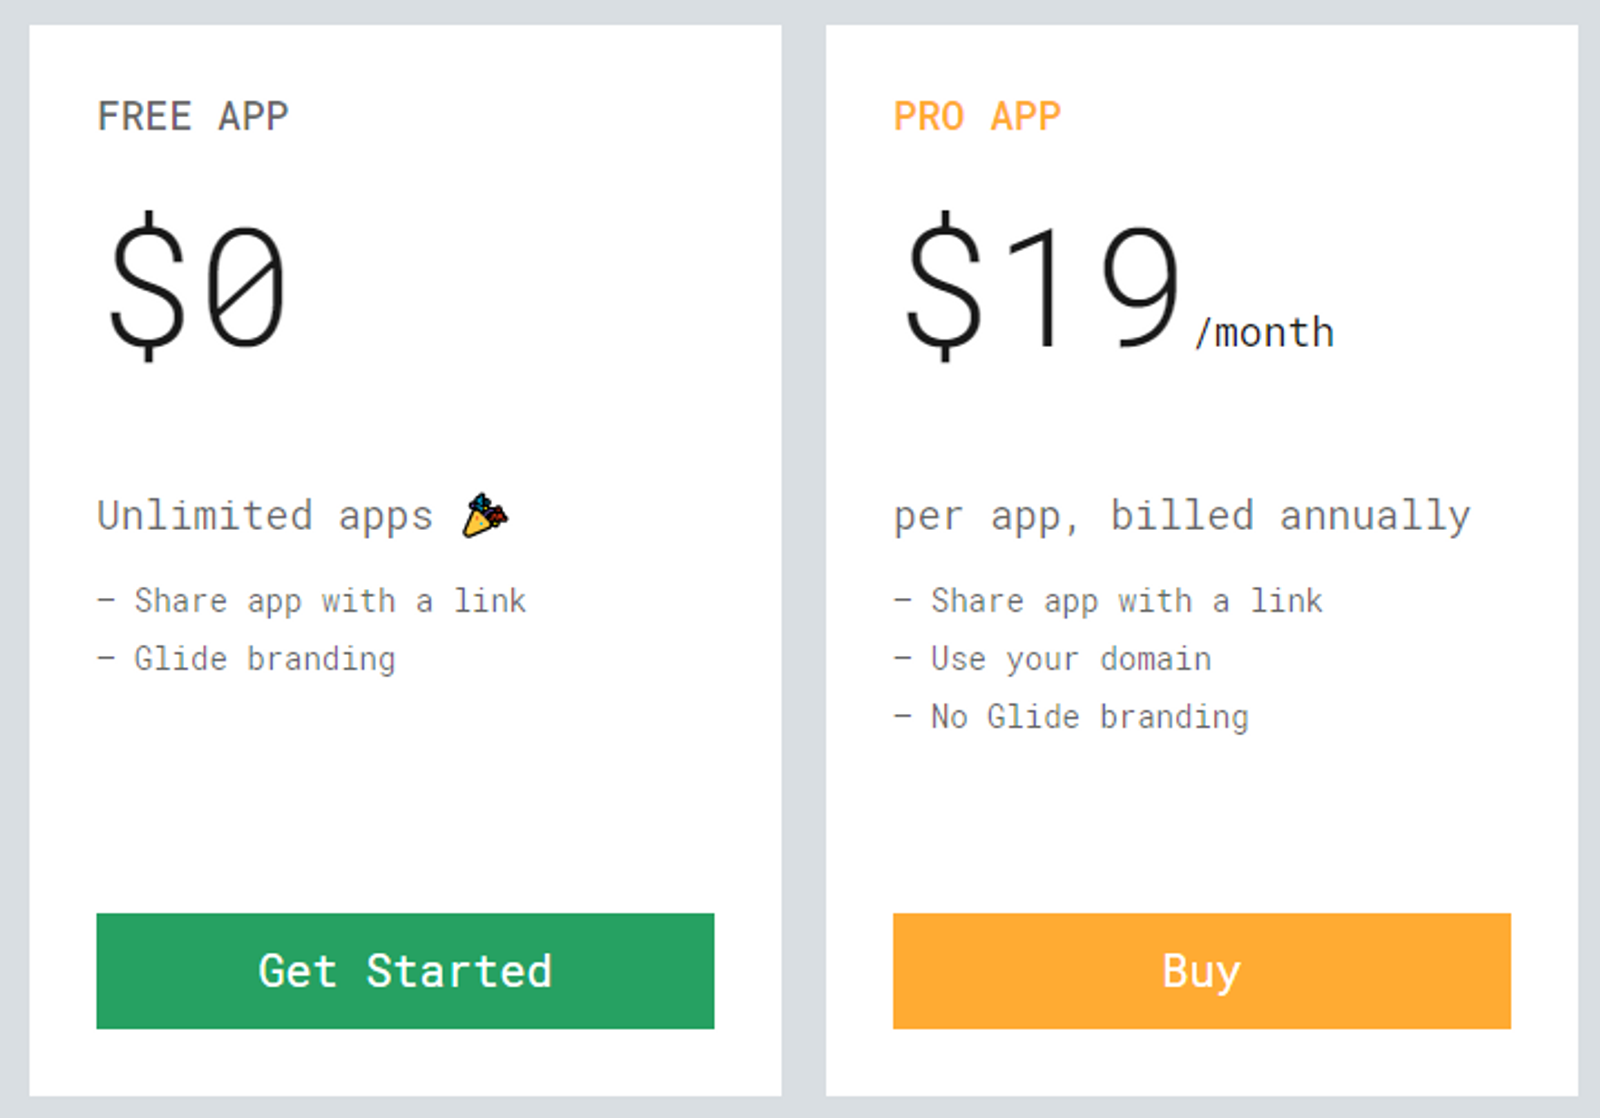 FREE APP
$0
Unlimited apps 🎉
– Share app with a link
– Glide branding
Get Started
PRO APP
$19/month
per app, billed annually
– Share app with a link
– Use your domain
– No Glide branding
Buy